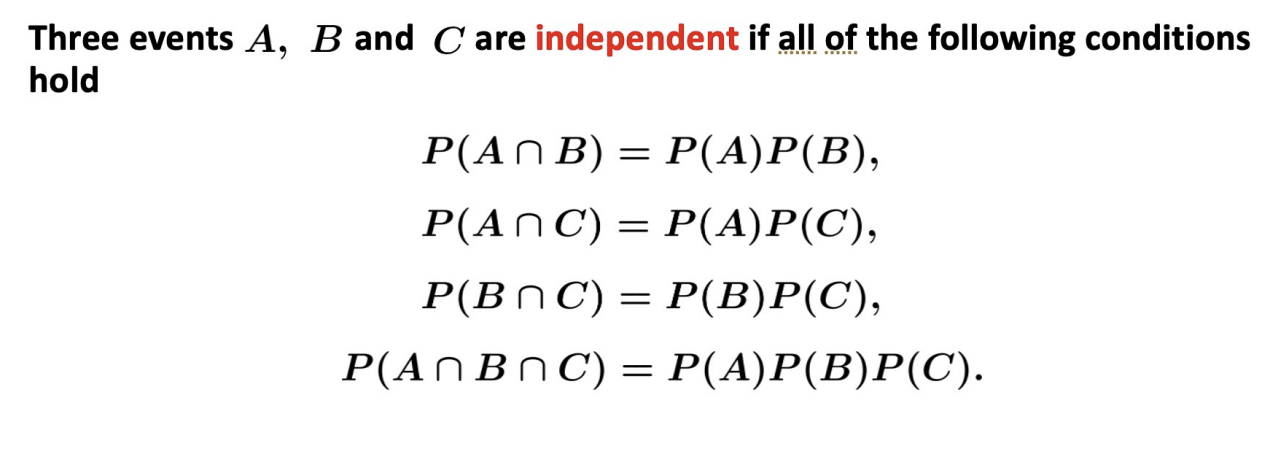 Three events A, B and C are independent if all of the following conditions
hold
P(A ∩ B) = P(A)P(B),
P(A ∩ C) = P(A)P(C),
P(B ∩ C) = P(B)P(C),
P(A ∩ B ∩ C) = P(A)P(B)P(C).